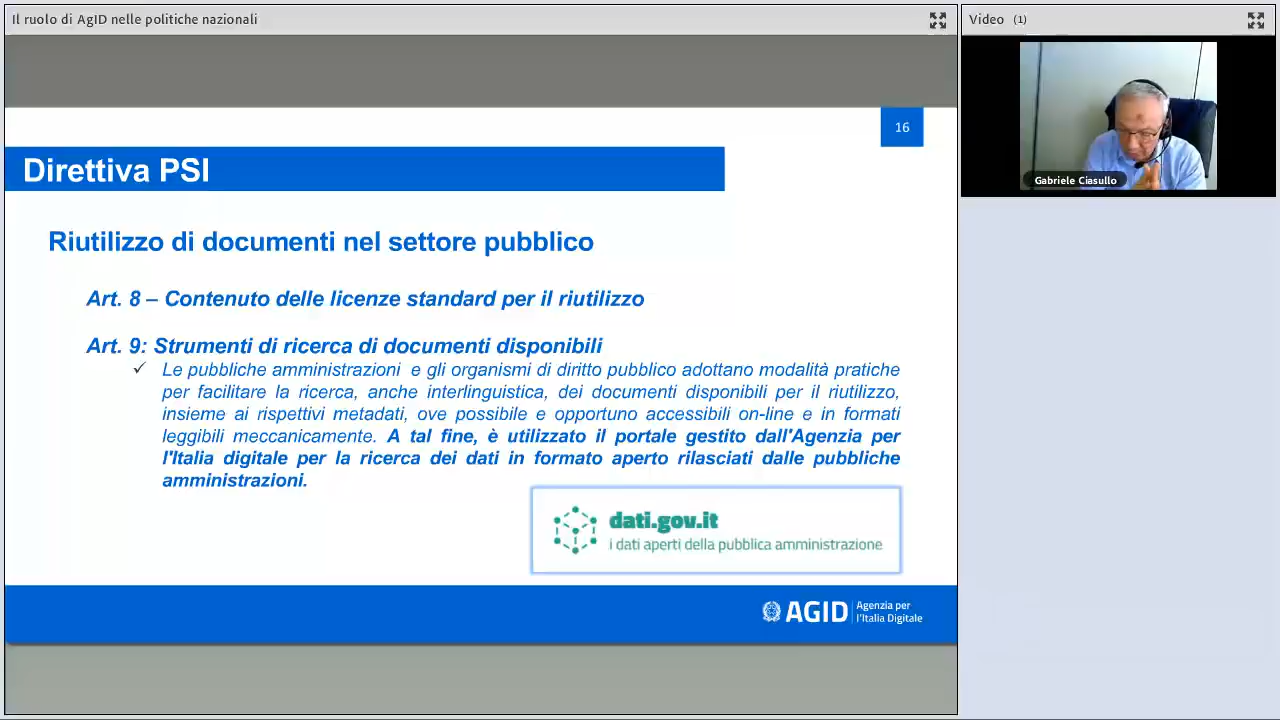 Il ruolo di AgID nelle politiche nazionali
Video (1)
Gabriele Ciasullo
16
Direttiva PSI
Riutilizzo di documenti nel settore pubblico
Art. 8 – Contenuto delle licenze standard per il riutilizzo
Art. 9: Strumenti di ricerca di documenti disponibili
✓ Le pubbliche amministrazioni e gli organismi di diritto pubblico adottano modalità pratiche
per facilitare la ricerca, anche interlinguistica, dei documenti disponibili per il riutilizzo,
insieme ai rispettivi metadati, ove possibile e opportuno accessibili on-line e in formati
leggibili meccanicamente. A tal fine, è utilizzato il portale gestito dall'Agenzia per
l'Italia digitale per la ricerca dei dati in formato aperto rilasciati dalle pubbliche
amministrazioni.
dati.gov.it
i dati aperti della pubblica amministrazione
AGID
Agenzia per
l'Italia Digitale